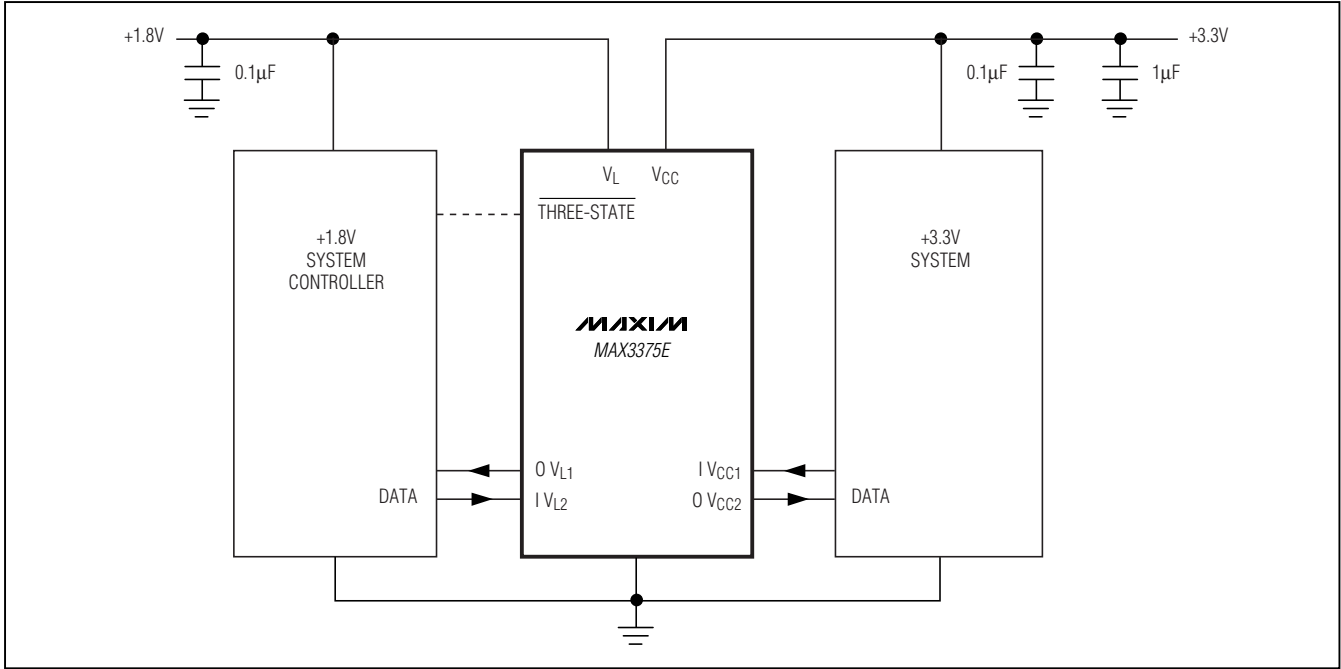 +1.8V
+3.3V
0.1µF
0.1µF
1µF
VL
VCC
THREE-STATE
+1.8V
SYSTEM
CONTROLLER
+3.3V
SYSTEM
MAXIM
MAX3375E
O VL1
I VCC1
DATA
I VL2
O VCC2
DATA